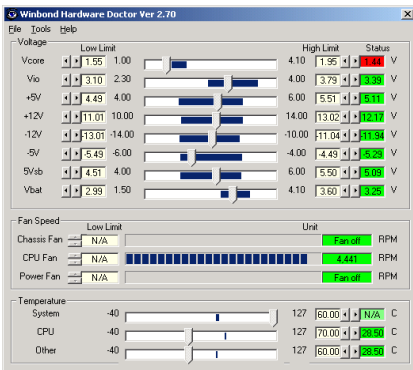 Winbond Hardware Doctor Ver 2.70
File Tools Help
Voltage
Low Limit High Limit Status
Vcore 1.55 1.00 4.10 1.95 1.44 V
Vio 3.10 2.30 4.00 3.79 3.39 V
+5V 4.49 4.00 6.00 5.51 5.11 V
+12V 11.01 10.00 14.00 13.02 12.17 V
-12V -13.01 -14.00 -10.00 -11.04 -11.94 V
-5V -5.49 -6.00 -4.00 -4.49 -5.29 V
5Vsb 4.51 4.00 6.00 5.50 5.09 V
Vbat 2.99 1.50 4.10 3.60 3.25 V
Fan Speed
Low Limit Unit
Chassis Fan N/A Fan off RPM
CPU Fan N/A 4,441 RPM
Power Fan N/A Fan off RPM
Temperature
System -40 127 60.00 N/A C
CPU -40 127 70.00 28.50 C
Other -40 127 60.00 28.50 C